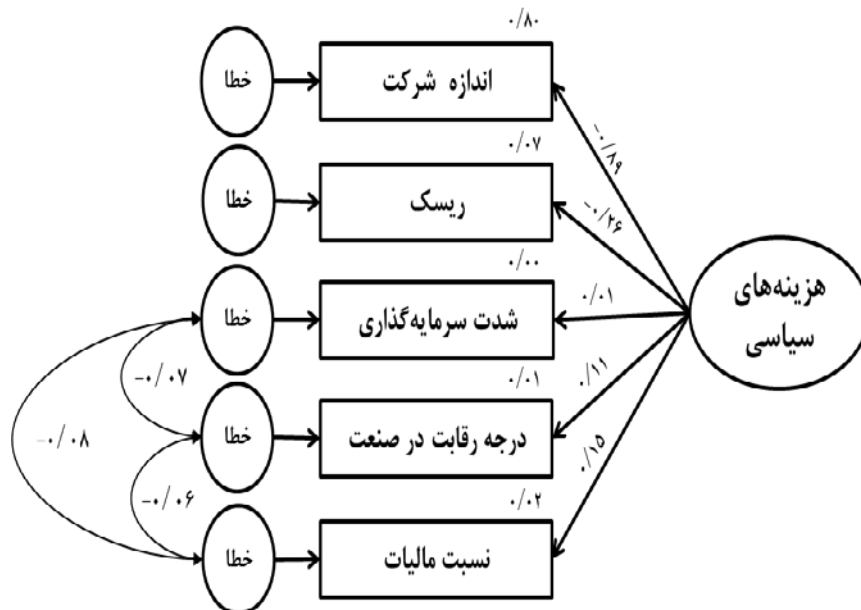 ۰/۸۰
خطا
اندازه شرکت
-۰/۸۹
۰/۰۷
خطا
ریسک
-۰/۲۶
۰/۰۰
خطا
شدت سرمایه‌گذاری
۰/۰۱
هزینه‌های
سیاسی
-۰/۰۷
۰/۰۱
خطا
درجه رقابت در صنعت
۰/۱۱
-۰/۰۸
-۰/۰۶
۰/۰۲
خطا
نسبت مالیات
۰/۱۵